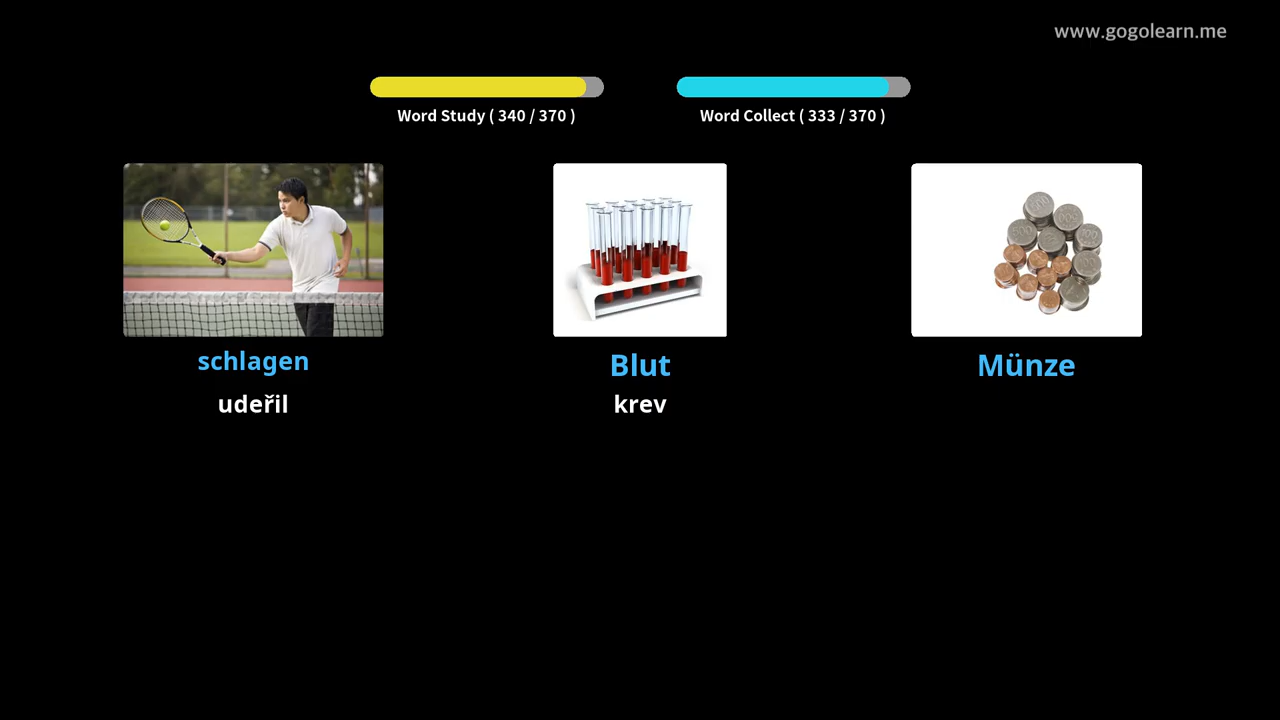 www.gogolearn.me
Word Study ( 340 / 370 )
Word Collect ( 333 / 370 )
schlagen
Blut
Münze
udeřil
krev